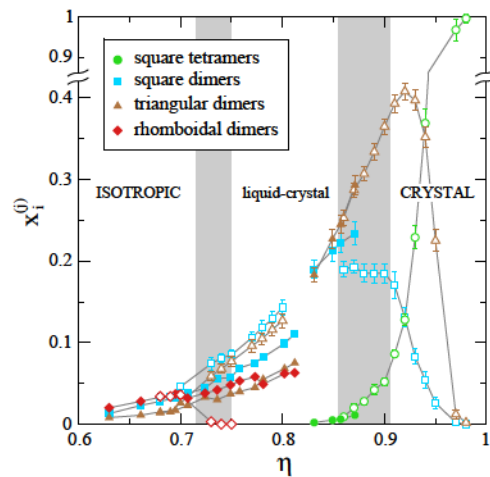 1
0.9
square tetramers
square dimers
triangular dimers
rhomboidal dimers
0.4
0.3
0.2
ISOTROPIC liquid-crystal CRYSTAL
0.1
0
0.6 0.7 0.8 0.9 1
x_i^(j)
η